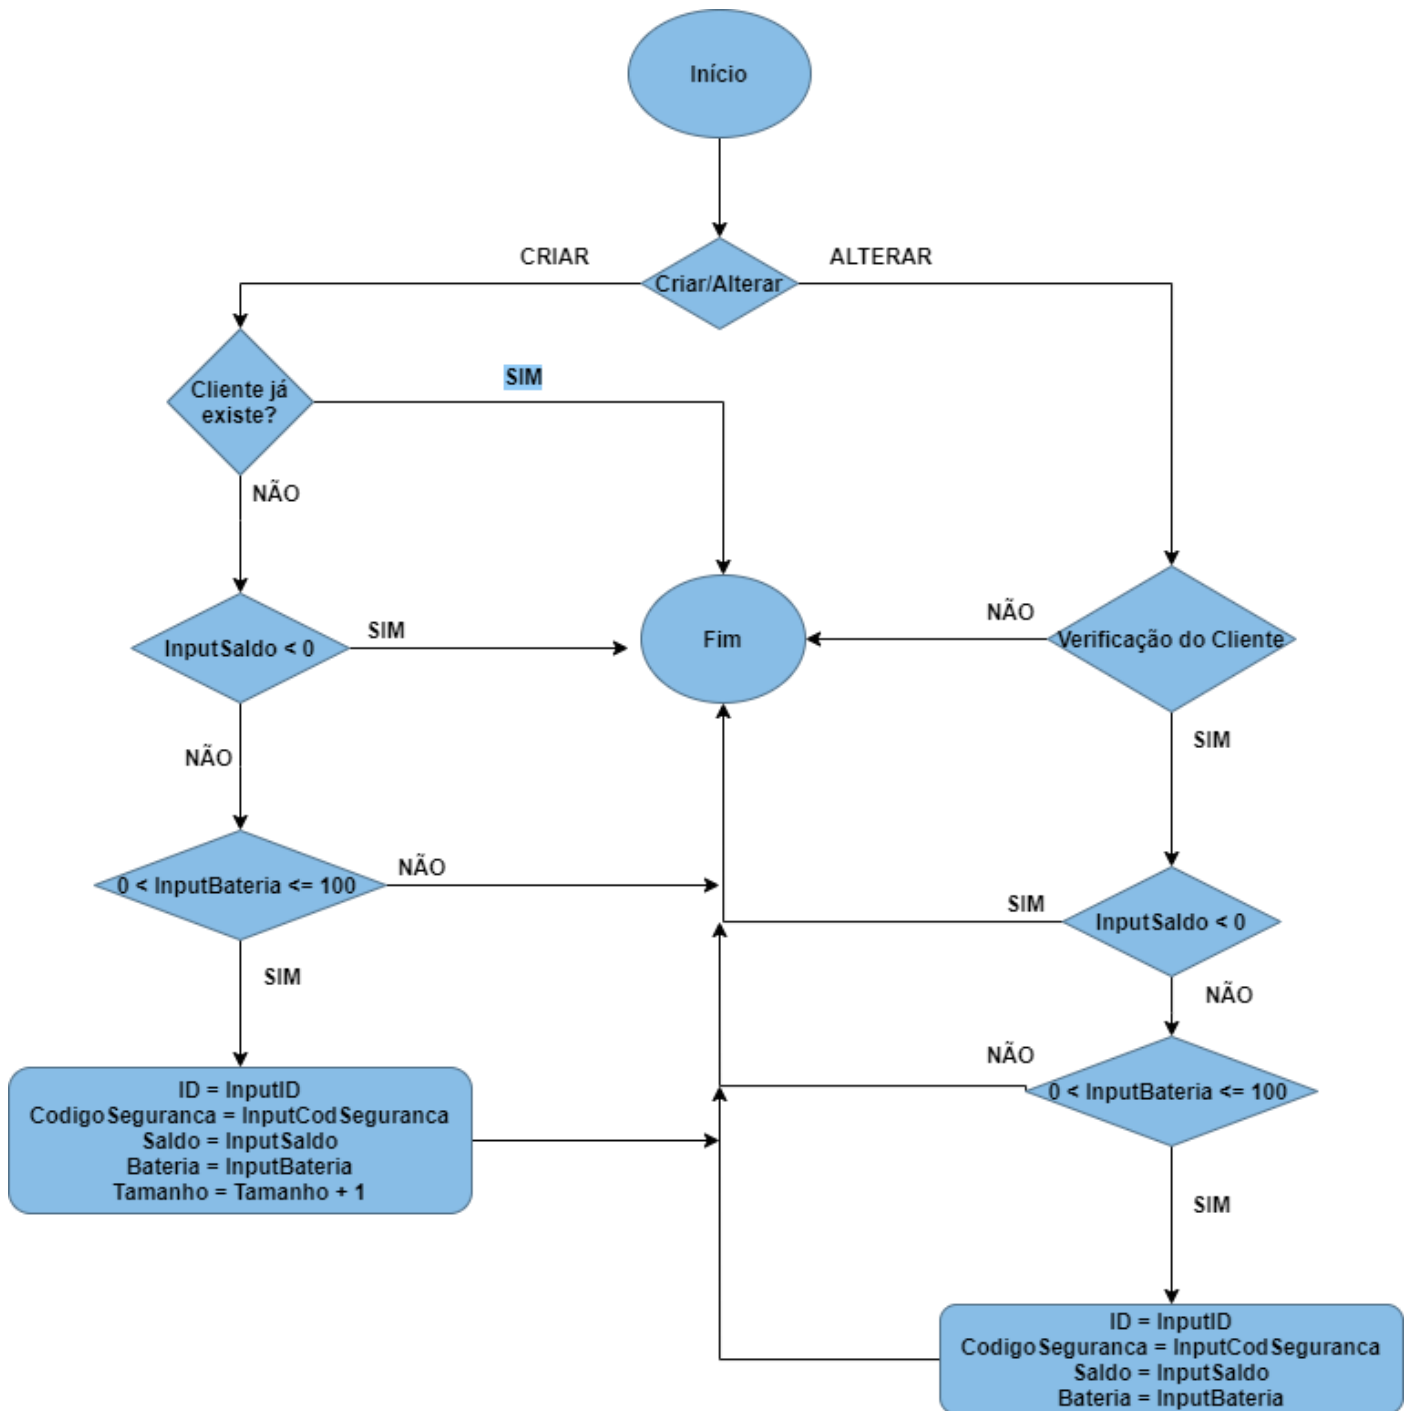 Início
CRIAR
Criar/Alterar
ALTERAR
Cliente já
existe?
SIM
NÃO
InputSaldo < 0
SIM
Fim
NÃO
Verificação do Cliente
NÃO
SIM
0 < InputBateria <= 100
NÃO
SIM
InputSaldo < 0
SIM
NÃO
NÃO
0 < InputBateria <= 100
ID = InputID
CodigoSeguranca = InputCodSeguranca
Saldo = InputSaldo
Bateria = InputBateria
Tamanho = Tamanho + 1
SIM
ID = InputID
CodigoSeguranca = InputCodSeguranca
Saldo = InputSaldo
Bateria = InputBateria